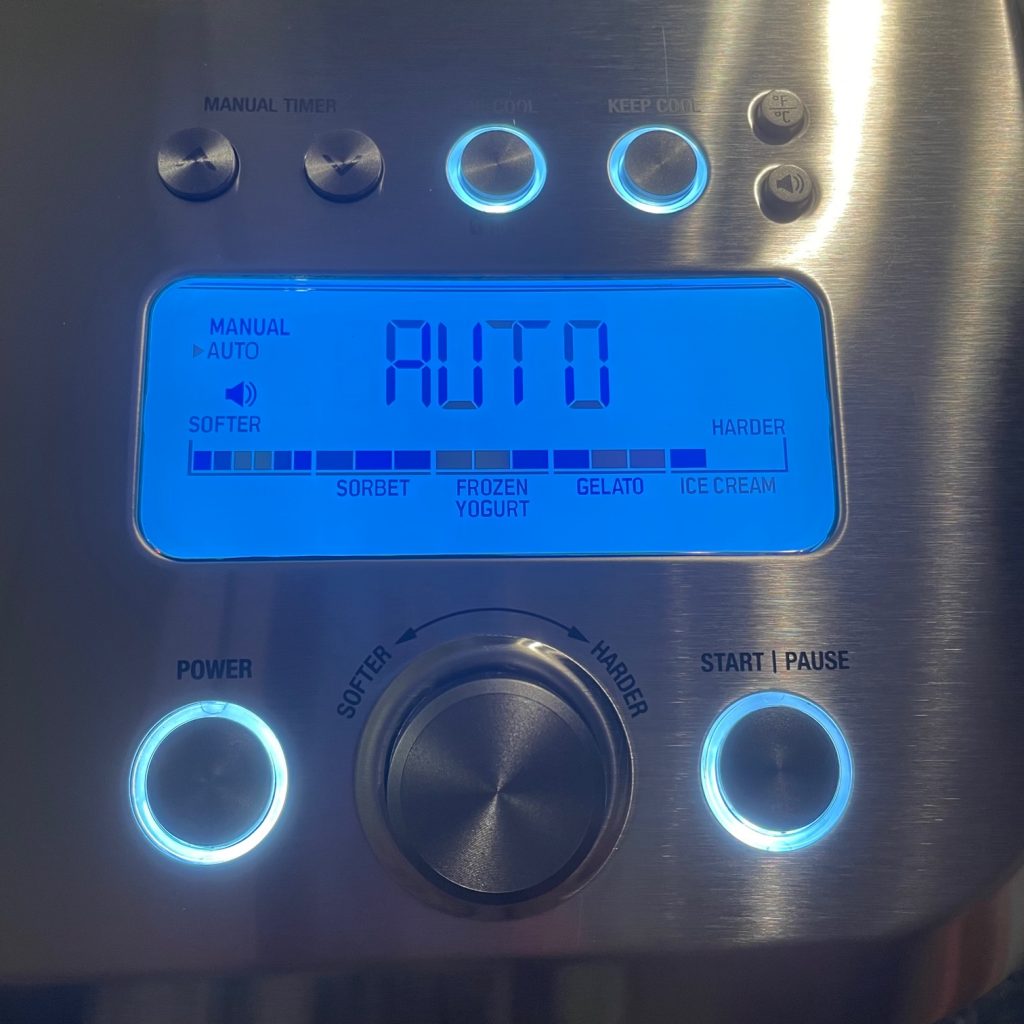 MANUAL TIMER
COOL
KEEP COOL
°F
°C
MANUAL
AUTO
AUTO
SOFTER
HARDER
SORBET
FROZEN
YOGURT
GELATO
ICE CREAM
SOFTER
HARDER
POWER
START | PAUSE